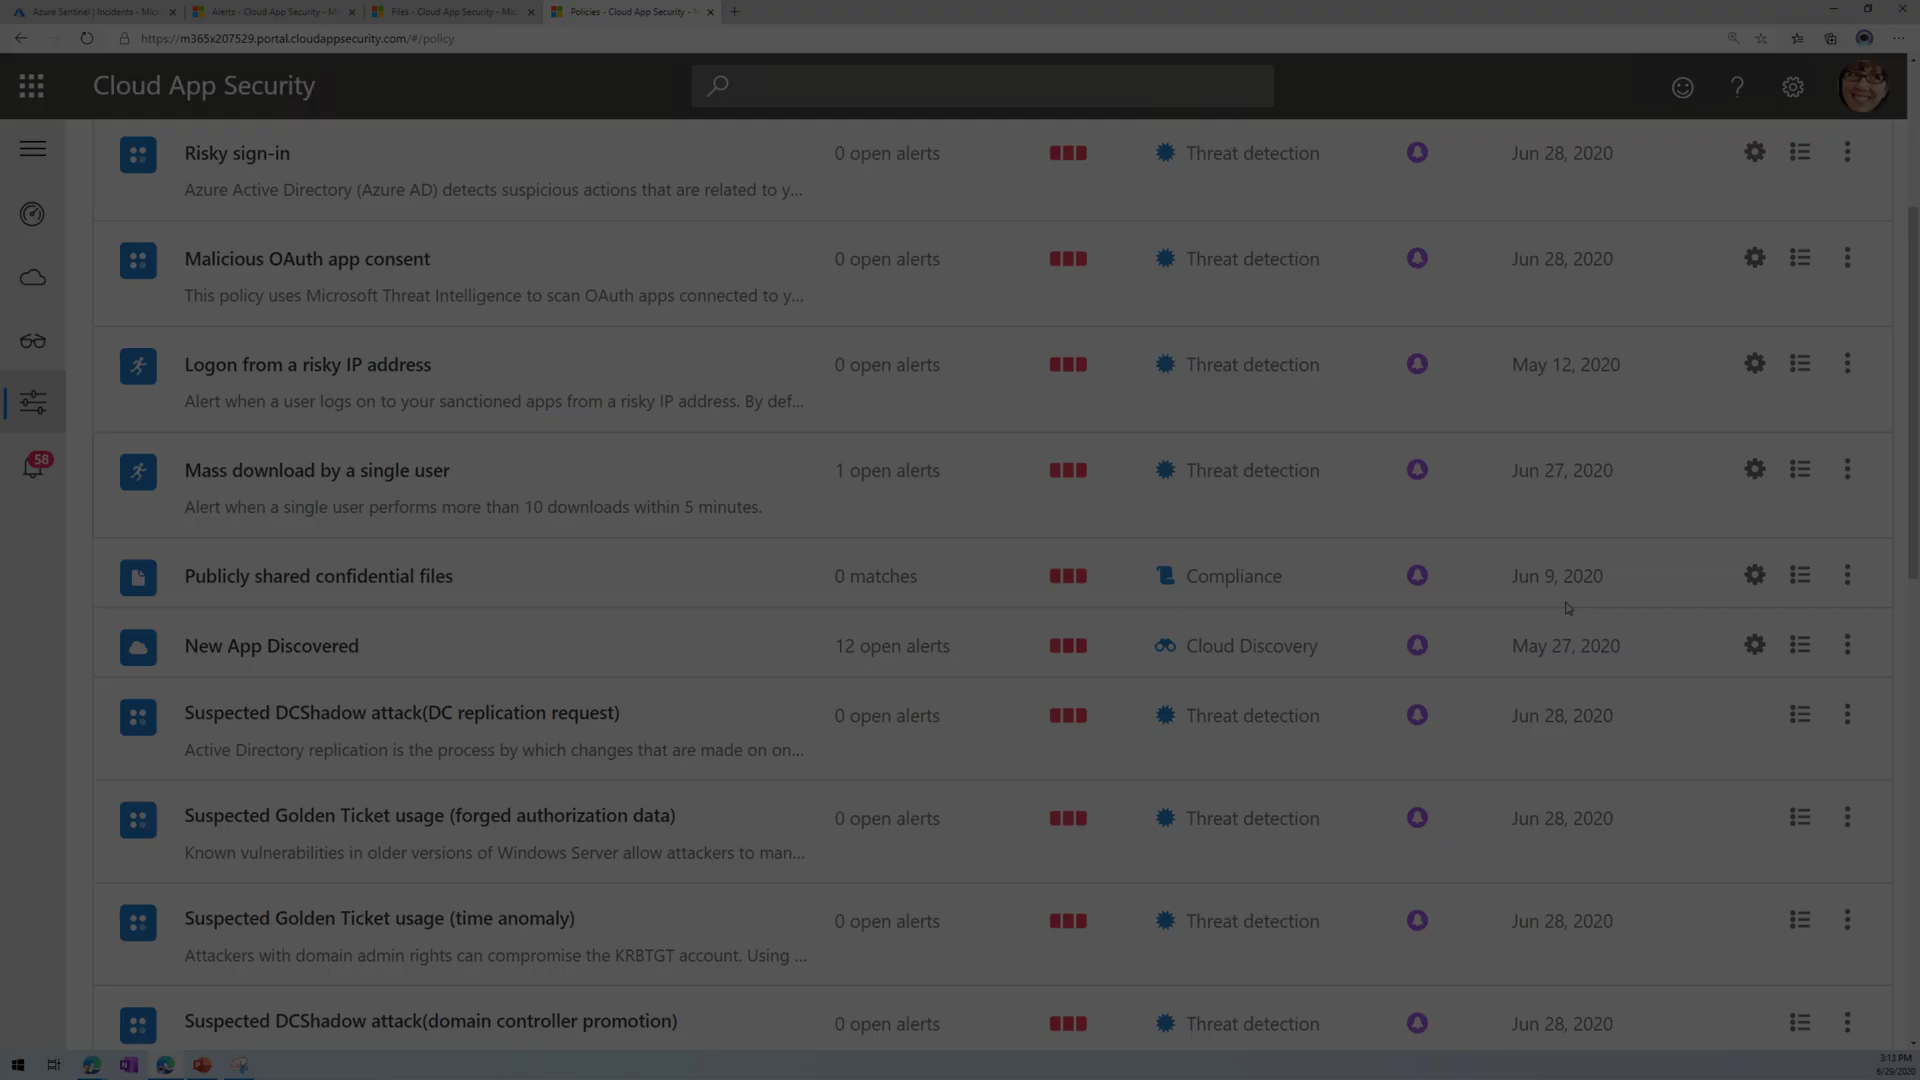 Azure Sentinel | Incidents - Micr
Alerts - Cloud App Security - Mi
Files - Cloud App Security - Micr
Policies - Cloud App Security - M
https://m365x207529.portal.cloudappsecurity.com/#/policy
Cloud App Security
Risky sign-in 0 open alerts Threat detection Jun 28, 2020
Azure Active Directory (Azure AD) detects suspicious actions that are related to y...
Malicious OAuth app consent 0 open alerts Threat detection Jun 28, 2020
This policy uses Microsoft Threat Intelligence to scan OAuth apps connected to y...
Logon from a risky IP address 0 open alerts Threat detection May 12, 2020
Alert when a user logs on to your sanctioned apps from a risky IP address. By def...
58
Mass download by a single user 1 open alerts Threat detection Jun 27, 2020
Alert when a single user performs more than 10 downloads within 5 minutes.
Publicly shared confidential files 0 matches Compliance Jun 9, 2020
New App Discovered 12 open alerts Cloud Discovery May 27, 2020
Suspected DCShadow attack(DC replication request) 0 open alerts Threat detection Jun 28, 2020
Active Directory replication is the process by which changes that are made on on...
Suspected Golden Ticket usage (forged authorization data) 0 open alerts Threat detection Jun 28, 2020
Known vulnerabilities in older versions of Windows Server allow attackers to man...
Suspected Golden Ticket usage (time anomaly) 0 open alerts Threat detection Jun 28, 2020
Attackers with domain admin rights can compromise the KRBTGT account. Using ...
Suspected DCShadow attack(domain controller promotion) 0 open alerts Threat detection Jun 28, 2020
3:13 PM
6/29/2020